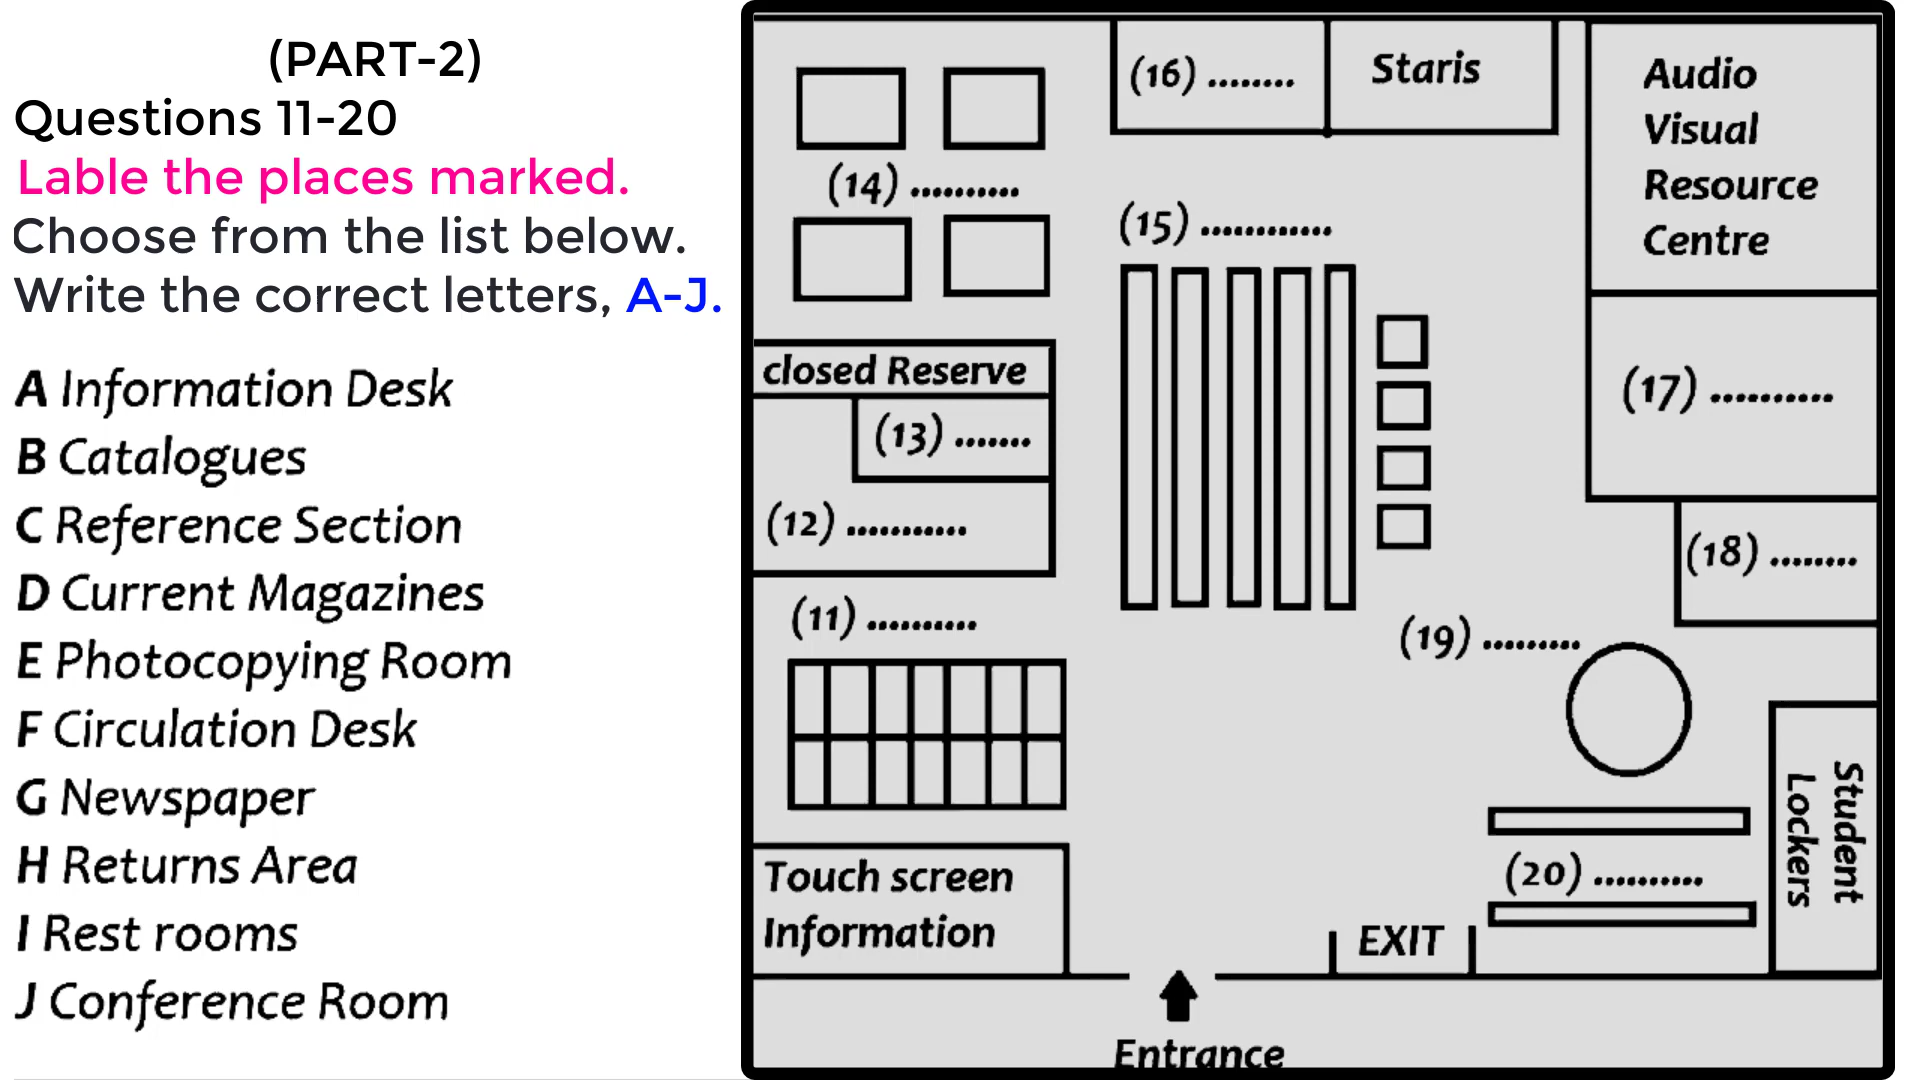 (PART-2)
Questions 11-20
Lable the places marked.
Choose from the list below.
Write the correct letters, A-J.
A Information Desk
B Catalogues
C Reference Section
D Current Magazines
E Photocopying Room
F Circulation Desk
G Newspaper
H Returns Area
I Rest rooms
J Conference Room
(16) ........
Staris
Audio
Visual
Resource
Centre
(14) ..........
(15) ............
closed Reserve
(13) .......
(12) ...........
(11) ..........
(17) ..........
(18) ........
(19) .........
Student
Lockers
(20) ..........
Touch screen
Information
EXIT
Entrance